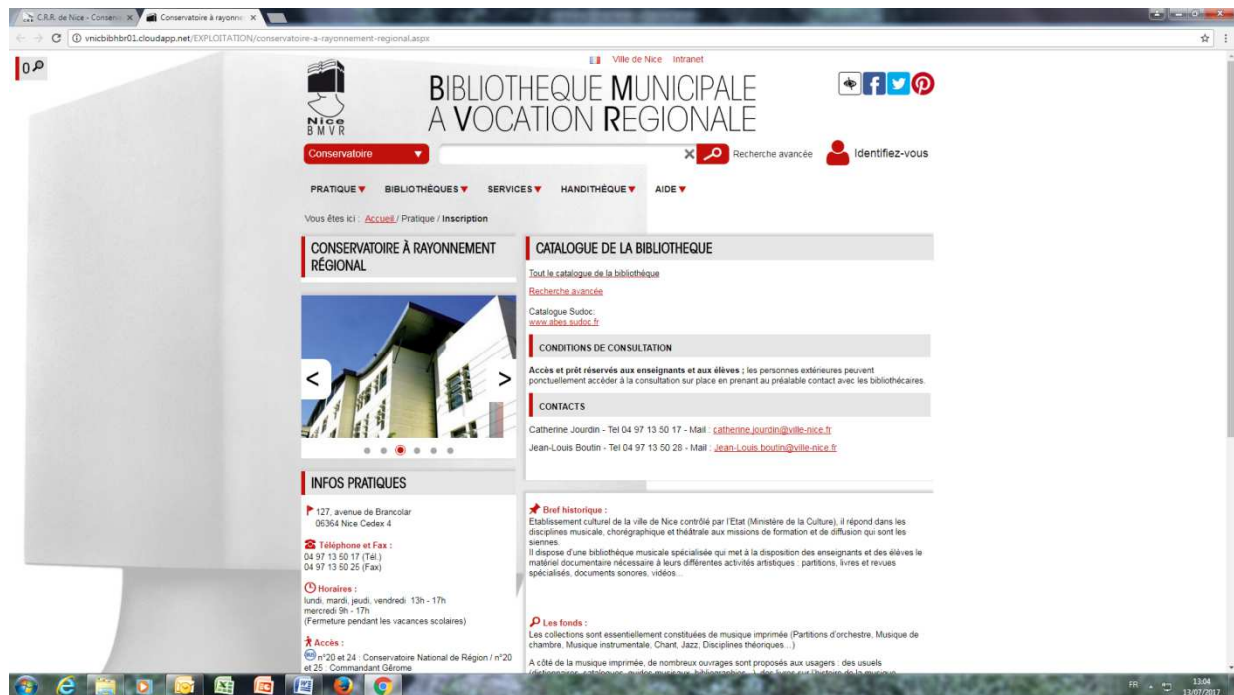 C.R.R. de Nice - Conserva
Conservatoire à rayonne
vnicbibhbr01.cloudapp.net/EXPLOITATION/conservatoire-a-rayonnement-regional.aspx
0
Ville de Nice Intranet
Nice
BMVR
BIBLIOTHEQUE MUNICIPALE
A VOCATION REGIONALE
Conservatoire
Recherche avancée
Identifiez-vous
PRATIQUE BIBLIOTHÈQUES SERVICES HANDITHÈQUE AIDE
Vous êtes ici : Accueil / Pratique / Inscription
CONSERVATOIRE À RAYONNEMENT
RÉGIONAL
< >
INFOS PRATIQUES
127, avenue de Brancolar
06364 Nice Cedex 4
Téléphone et Fax :
04 97 13 50 17 (Tél.)
04 97 13 50 25 (Fax)
Horaires :
lundi, mardi, jeudi, vendredi 13h - 17h
mercredi 9h - 17h
(Fermeture pendant les vacances scolaires)
Accès :
n°20 et 24 : Conservatoire National de Région / n°20
et 25 : Commandant Gérome
CATALOGUE DE LA BIBLIOTHEQUE
Tout le catalogue de la bibliothèque
Recherche avancée
Catalogue Sudoc:
www.abes.sudoc.fr
CONDITIONS DE CONSULTATION
Accès et prêt réservés aux enseignants et aux élèves ; les personnes extérieures peuvent
ponctuellement accéder à la consultation sur place en prenant au préalable contact avec les bibliothécaires.
CONTACTS
Catherine Jourdin - Tel 04 97 13 50 17 - Mail : catherine.jourdin@ville-nice.fr
Jean-Louis Boutin - Tel 04 97 13 50 28 - Mail : Jean-Louis.boutin@ville-nice.fr
Bref historique :
Etablissement culturel de la ville de Nice contrôlé par l'Etat (Ministère de la Culture), il répond dans les
disciplines musicale, chorégraphique et théâtrale aux missions de formation et de diffusion qui sont les
siennes.
Il dispose d'une bibliothèque musicale spécialisée qui met à la disposition des enseignants et des élèves le
matériel documentaire nécessaire à leurs différentes activités artistiques : partitions, livres et revues
spécialisés, documents sonores, vidéos...
Les fonds :
Les collections sont essentiellement constituées de musique imprimée (Partitions d'orchestre, Musique de
chambre, Musique instrumentale, Chant, Jazz, Disciplines théoriques...)
A côté de la musique imprimée, de nombreux ouvrages sont proposés aux usagers : des usuels
(dictionnaires, catalogues, guides musicaux, bibliographies...), des livres sur l'histoire de la musique,
FR
13:04
13/07/2017